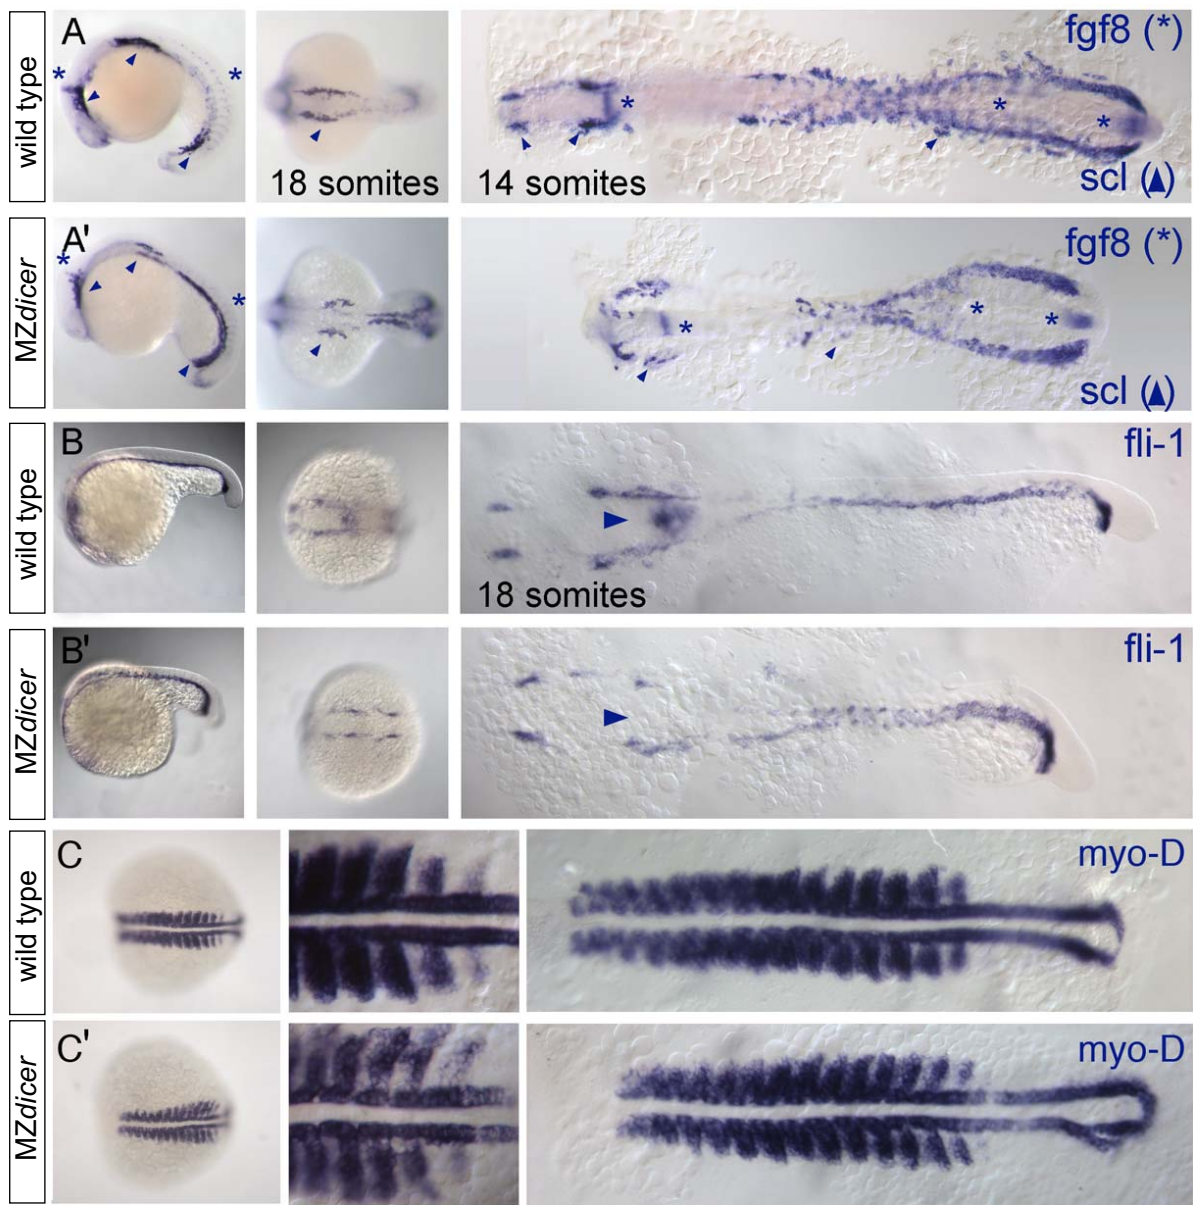 wild type
A
*
*
18 somites
14 somites
*
*
*
fgf8 (*)
scl (▲)
MZdicer
A'
*
*
*
*
*
fgf8 (*)
scl (▲)
wild type
B
18 somites
fli-1
MZdicer
B'
fli-1
wild type
C
myo-D
MZdicer
C'
myo-D